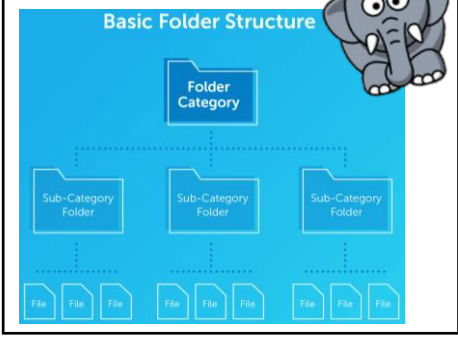 Basic Folder Structure
Folder
Category
Sub-Category
Folder
Sub-Category
Folder
Sub-Category
Folder
File File File File File File File File File